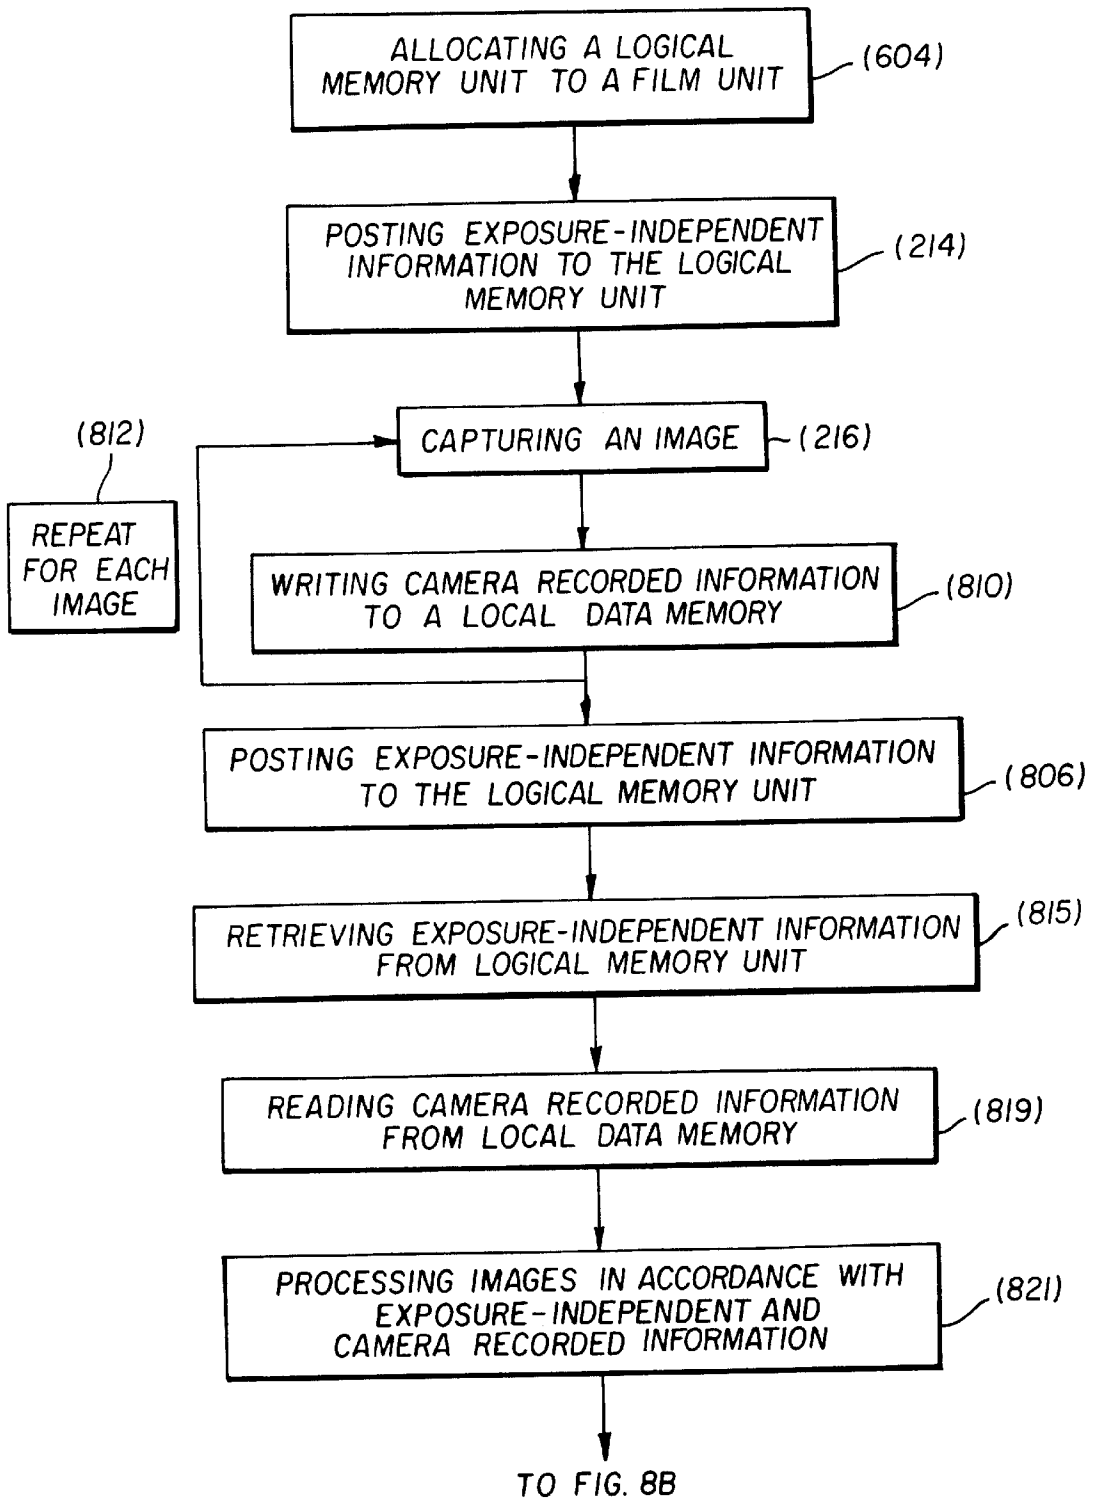 ALLOCATING A LOGICAL
MEMORY UNIT TO A FILM UNIT
(604)
POSTING EXPOSURE-INDEPENDENT
INFORMATION TO THE LOGICAL
MEMORY UNIT
(214)
CAPTURING AN IMAGE
(216)
(812)
REPEAT
FOR EACH
IMAGE
WRITING CAMERA RECORDED INFORMATION
TO A LOCAL DATA MEMORY
(810)
POSTING EXPOSURE-INDEPENDENT INFORMATION
TO THE LOGICAL MEMORY UNIT
(806)
RETRIEVING EXPOSURE-INDEPENDENT INFORMATION
FROM LOGICAL MEMORY UNIT
(815)
READING CAMERA RECORDED INFORMATION
FROM LOCAL DATA MEMORY
(819)
PROCESSING IMAGES IN ACCORDANCE WITH
EXPOSURE-INDEPENDENT AND
CAMERA RECORDED INFORMATION
(821)
TO FIG. 8B